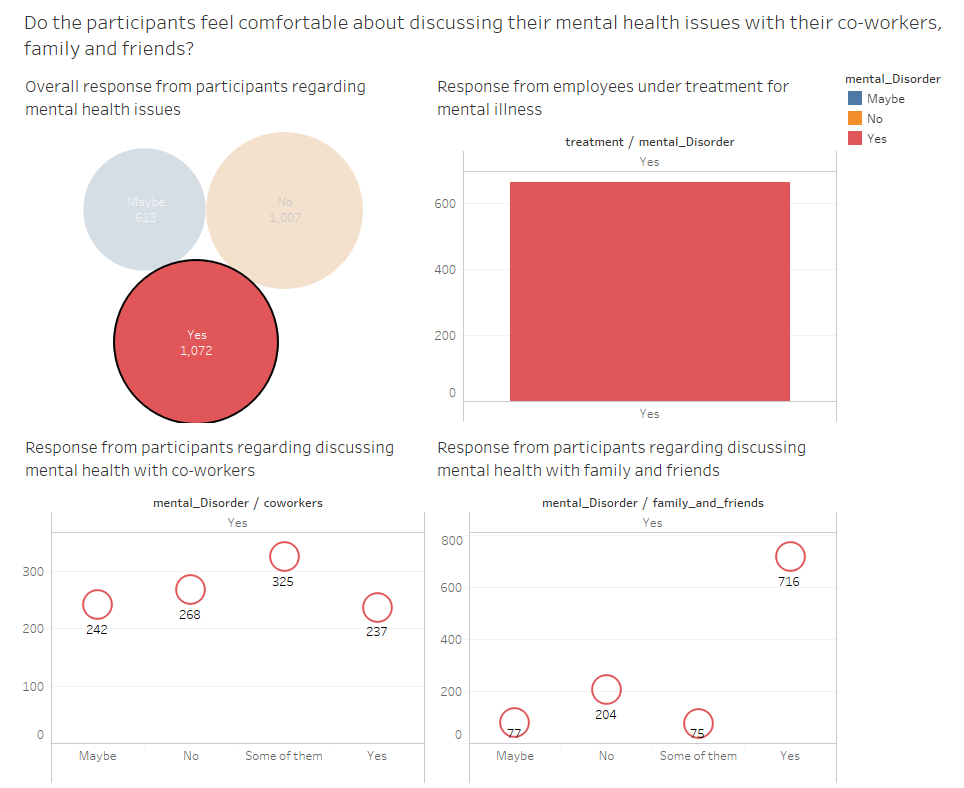 Do the participants feel comfortable about discussing their mental health issues with their co-workers,
family and friends?
Overall response from participants regarding
mental health issues
Maybe
613
No
1,007
Yes
1,072
Response from employees under treatment for
mental illness
treatment / mental_Disorder
Yes
600
400
200
0
Yes
mental_Disorder
Maybe
No
Yes
Response from participants regarding discussing
mental health with co-workers
mental_Disorder / coworkers
Yes
300
200
100
0
242
268
325
237
Maybe
No
Some of them
Yes
Response from participants regarding discussing
mental health with family and friends
mental_Disorder / family_and_friends
Yes
800
600
400
200
0
77
204
75
716
Maybe
No
Some of them
Yes